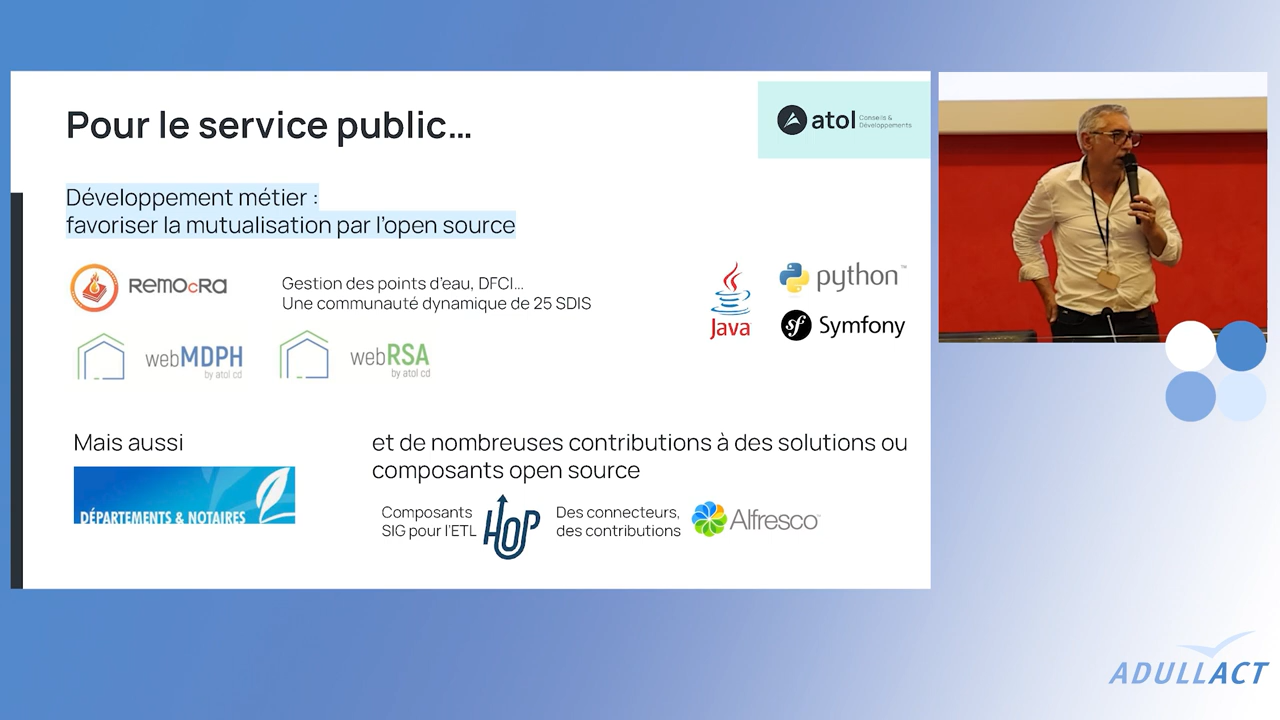 Pour le service public...
atol
Conseils &
Développements
Développement métier :
favoriser la mutualisation par l'open source
REMOcRa
Gestion des points d'eau, DFCI...
Une communauté dynamique de 25 SDIS
Java
python™
sf Symfony
webMDPH
by atol cd
webRSA
by atol cd
Mais aussi
DÉPARTEMENTS & NOTAIRES
et de nombreuses contributions à des solutions ou
composants open source
Composants
SIG pour l'ETL
HOP
Des connecteurs,
des contributions
Alfresco™
ADULLACT